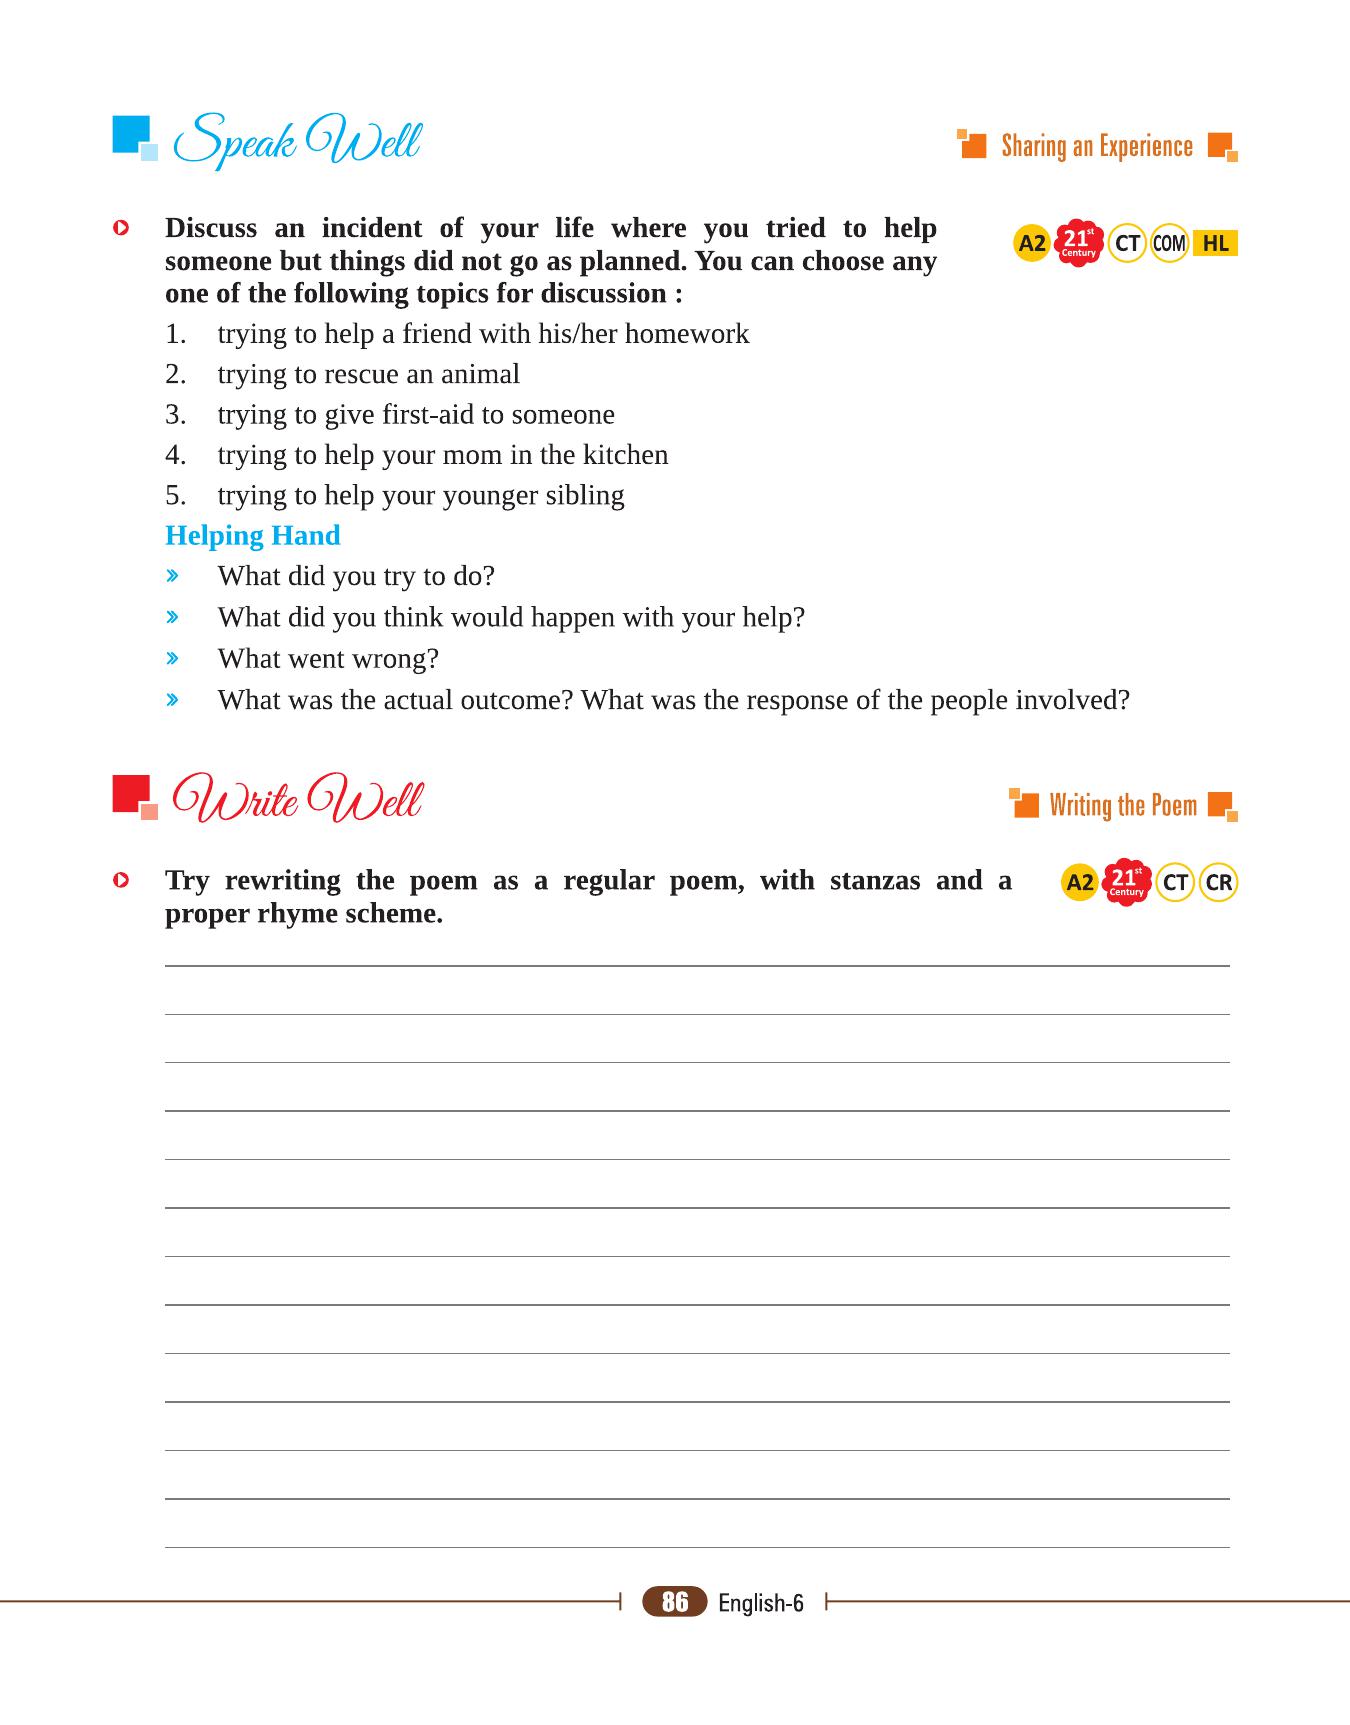 Speak Well
Sharing an Experience
Discuss an incident of your life where you tried to help
someone but things did not go as planned. You can choose any
one of the following topics for discussion :
A2 21st Century CT COM HL
1. trying to help a friend with his/her homework
2. trying to rescue an animal
3. trying to give first-aid to someone
4. trying to help your mom in the kitchen
5. trying to help your younger sibling
Helping Hand
What did you try to do?
What did you think would happen with your help?
What went wrong?
What was the actual outcome? What was the response of the people involved?
Write Well
Writing the Poem
Try rewriting the poem as a regular poem, with stanzas and a
proper rhyme scheme.
A2 21st Century CT CR
86 English-6